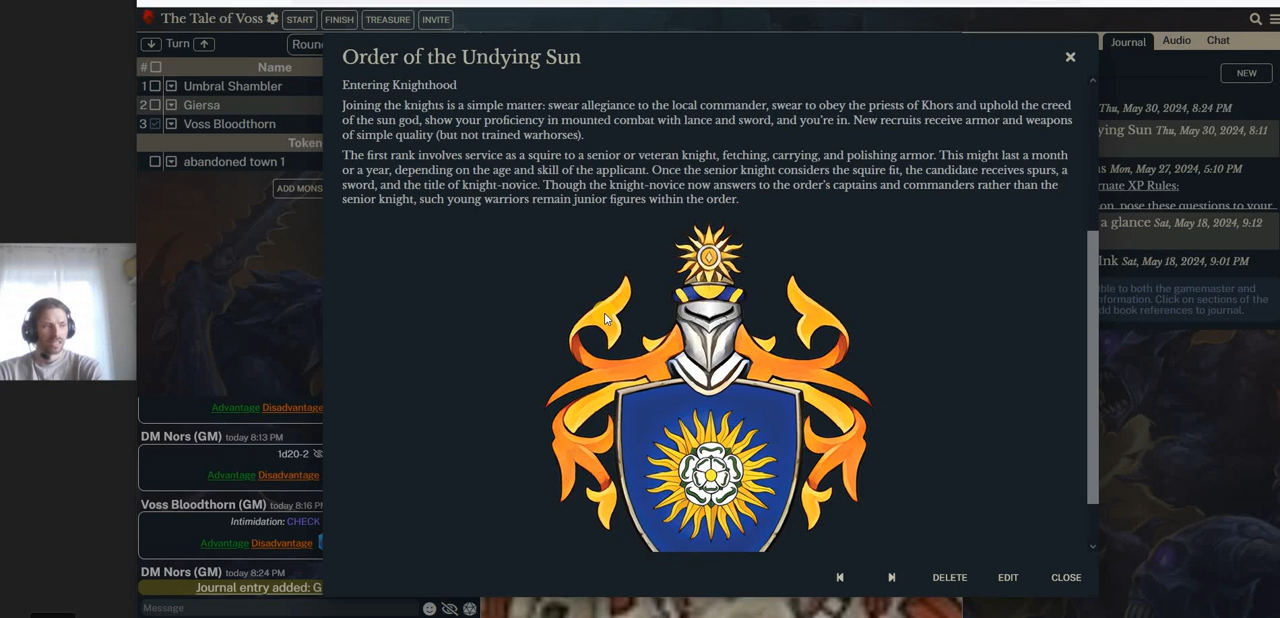 The Tale of Voss START FINISH TREASURE INVITE
Turn Roun
# Name
1 Umbral Shambler
2 Giersa
3 Voss Bloodthorn
Token
abandoned town 1
ADD MONS
Advantage Disadvantage
DM Nors (GM) today 8:13 PM
1d20-2
Advantage Disadvantage
Voss Bloodthorn (GM) today 8:16 P
Intimidation: CHECK
Advantage Disadvantage
DM Nors (GM) today 8:24 PM
Journal entry added: G
Message
Order of the Undying Sun
Entering Knighthood
Joining the knights is a simple matter: swear allegiance to the local commander, swear to obey the priests of Khors and uphold the creed
of the sun god, show your proficiency in mounted combat with lance and sword, and you're in. New recruits receive armor and weapons
of simple quality (but not trained warhorses).
The first rank involves service as a squire to a senior or veteran knight, fetching, carrying, and polishing armor. This might last a month
or a year, depending on the age and skill of the applicant. Once the senior knight considers the squire fit, the candidate receives spurs, a
sword, and the title of knight-novice. Though the knight-novice now answers to the order's captains and commanders rather than the
senior knight, such young warriors remain junior figures within the order.
DELETE EDIT CLOSE
Journal Audio Chat
NEW
Thu, May 30, 2024, 8:24 PM
ying Sun Thu, May 30, 2024, 8:11
s Mon, May 27, 2024, 5:10 PM
rnate XP Rules:
on, pose these questions to your
a glance Sat, May 18, 2024, 9:12
Ink Sat, May 18, 2024, 9:01 PM
ble to both the gamemaster and
nformation. Click on sections of the
dd book references to journal.